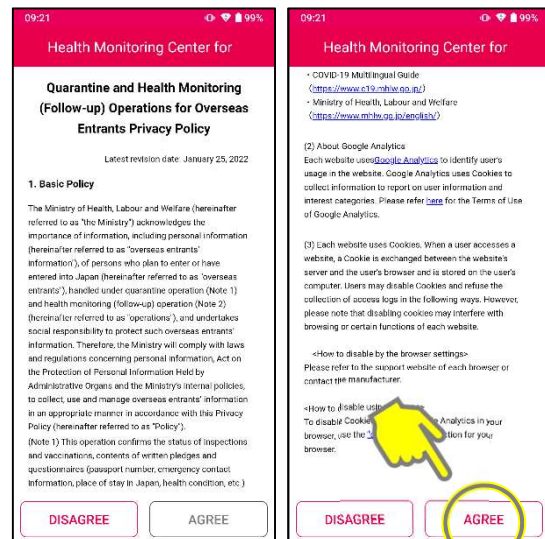 09:21
99%
Health Monitoring Center for
Quarantine and Health Monitoring
(Follow-up) Operations for Overseas
Entrants Privacy Policy
Latest revision date: January 25, 2022
1. Basic Policy
The Ministry of Health, Labour and Welfare (hereinafter
referred to as "the Ministry") acknowledges the
importance of information, including personal information
(hereinafter referred to as "overseas entrants'
information"), of persons who plan to enter or have
entered into Japan (hereinafter referred to as "overseas
entrants"), handled under quarantine operation (Note 1)
and health monitoring (follow-up) operation (Note 2)
(hereinafter referred to as "operations"), and undertakes
social responsibility to protect such overseas entrants'
information. Therefore, the Ministry will comply with laws
and regulations concerning personal information, Act on
the Protection of Personal Information Held by
Administrative Organs and the Ministry's internal policies,
to collect, use and manage overseas entrants' information
in an appropriate manner in accordance with this Privacy
Policy (hereinafter referred to as "Policy").
(Note 1) This operation confirms the status of Inspections
and vaccinations, contents of written pledges and
questionnaires (passport number, emergency contact
information, place of stay in Japan, health condition, etc.)
DISAGREE
AGREE
09:21
99%
Health Monitoring Center for
・COVID-19 Multilingual Guide
(https://www.c19.mhlw.go.jp/)
・Ministry of Health, Labour and Welfare
(https://www.mhlw.go.jp/english/)
(2) About Google Analytics
Each website uses Google Analytics to identify user's
usage in the website. Google Analytics uses Cookies to
collect information to report on user information and
interest categories. Please refer here for the Terms of Use
of Google Analytics.
(3) Each website uses Cookies. When a user accesses a
website, a Cookie is exchanged between the website's
server and the user's browser and is stored on the user's
computer. Users may disable Cookies and refuse the
collection of access logs in the following ways. However,
please note that disabling cookies may interfere with
browsing or certain functions of each website.
<How to disable by the browser settings>
Please refer to the support website of each browser or
contact the manufacturer.
<How to disable
To disable Cookie Analytics in your
browser, use the for your
browser.
DISAGREE
AGREE